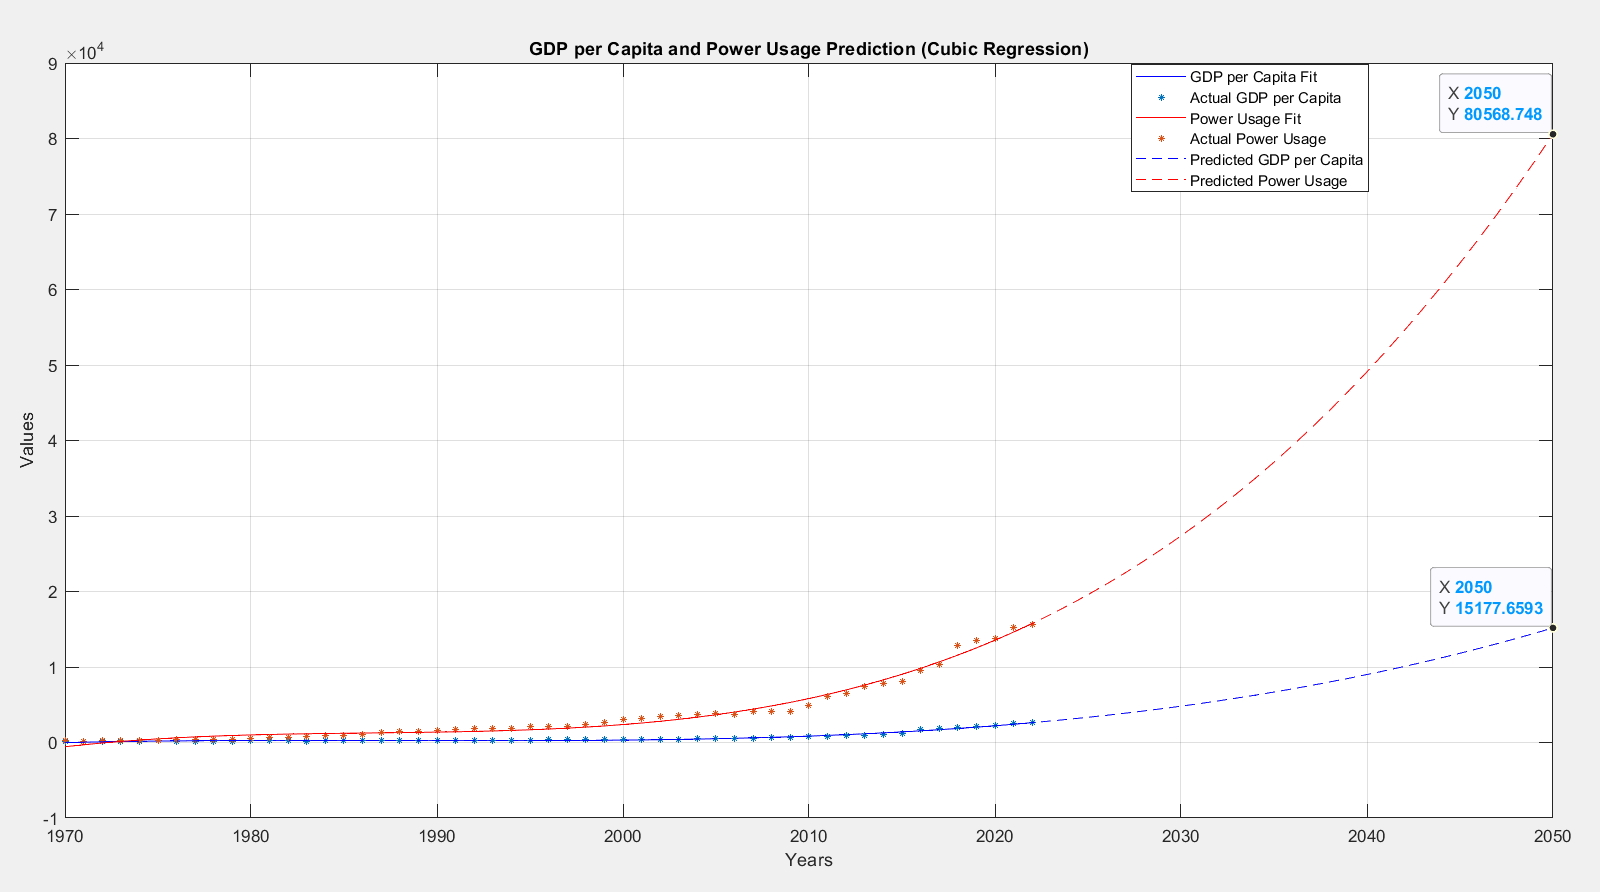 GDP per Capita and Power Usage Prediction (Cubic Regression)
×10⁴
9
8
7
6
5
4
3
2
1
0
-1
Values
GDP per Capita Fit
Actual GDP per Capita
Power Usage Fit
Actual Power Usage
Predicted GDP per Capita
Predicted Power Usage
X 2050
Y 80568.748
X 2050
Y 15177.6593
1970 1980 1990 2000 2010 2020 2030 2040 2050
Years